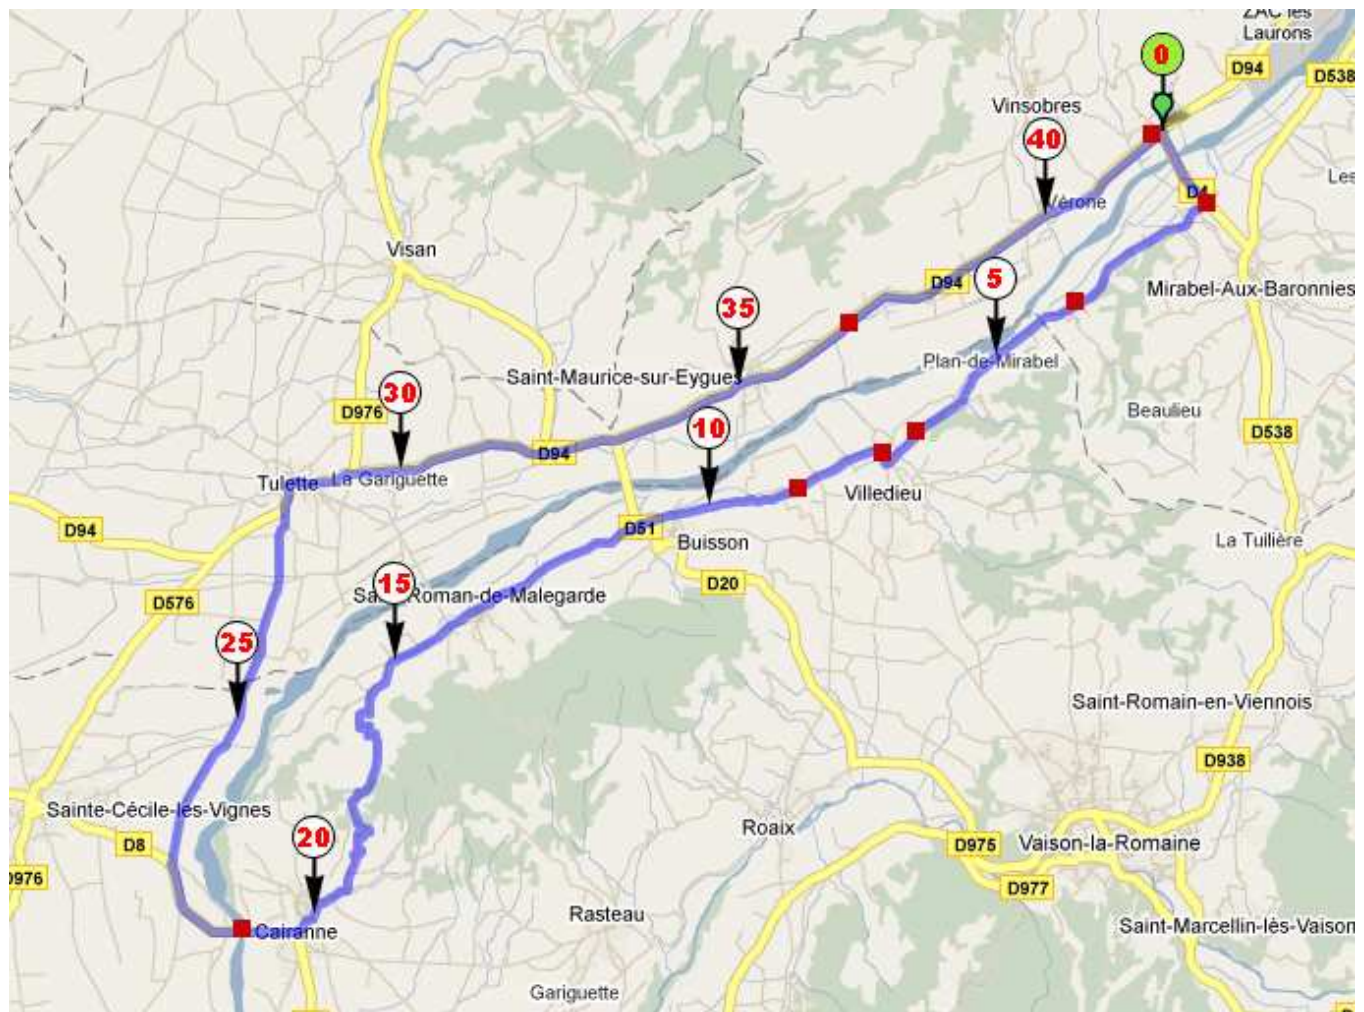 ZAC les
Laurons
0
D94
D538
Vinsobres
40
Les
D4
Vérone
Visan
5
D94
Mirabel-Aux-Baronnies
35
Plan-de-Mirabel
Saint-Maurice-sur-Eygues
30
D976
Beaulieu
10
D538
D94
Tulette
La Gariguette
Villedieu
D94
D51
Buisson
La Tuilière
15
D20
D576
Roman-de-Malegarde
25
Saint-Romain-en-Viennois
D938
Sainte-Cécile-les-Vignes
20
Roaix
D8
D975
Vaison-la-Romaine
D976
D977
Rasteau
Cairanne
Saint-Marcellin-lès-Vaison
Gariguette